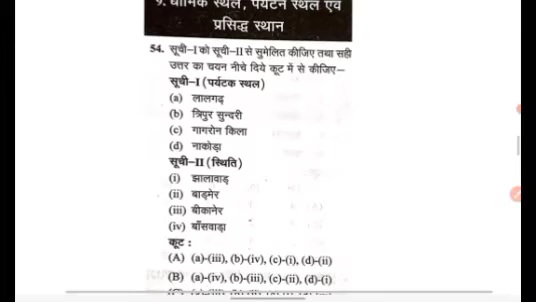 9. धार्मिक स्थल, पर्यटन स्थल एवं
प्रसिद्ध स्थान
54. सूची–I को सूची–II से सुमेलित कीजिए तथा सही
उत्तर का चयन नीचे दिये कूट में से कीजिए–
सूची–I (पर्यटक स्थल)
(a) लालगढ़
(b) त्रिपुर सुन्दरी
(c) गागरोन किला
(d) नाकोड़ा
सूची–II (स्थिति)
(i) झालावाड़
(ii) बाड़मेर
(iii) बीकानेर
(iv) बाँसवाड़ा
कूट :
(A) (a)-(iii), (b)-(iv), (c)-(i), (d)-(ii)
(B) (a)-(iv), (b)-(iii), (c)-(ii), (d)-(i)